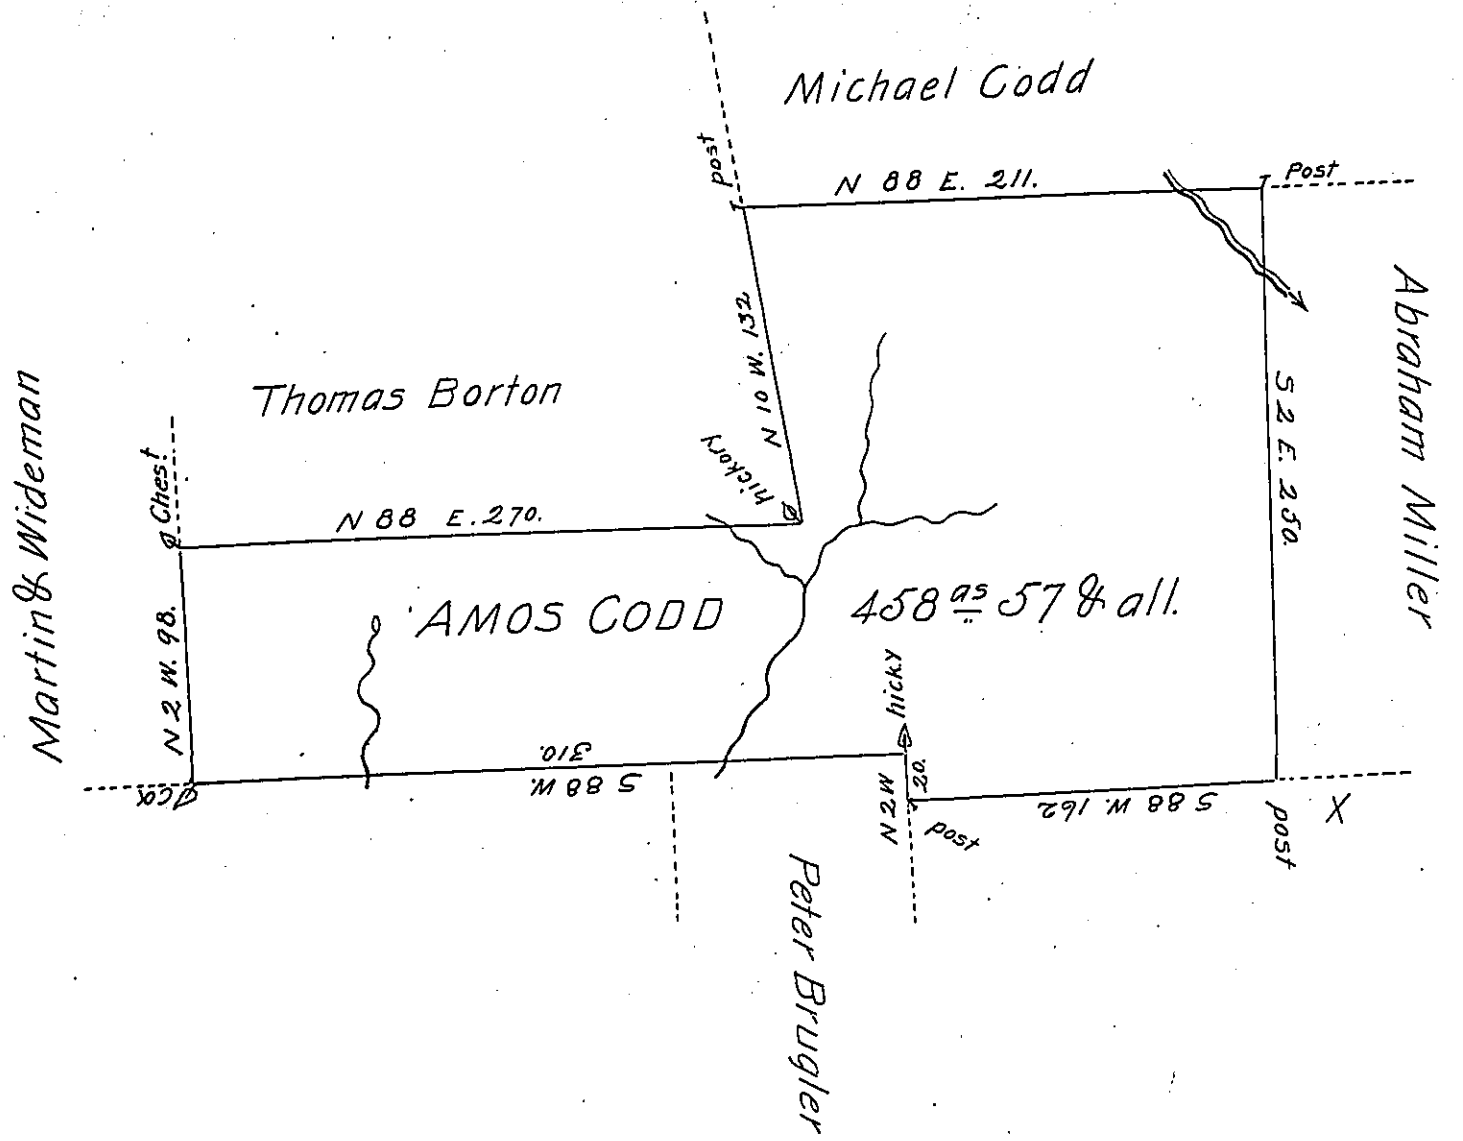 Michael Codd
post
N 88 E. 211.
Post
N 10 W. 132
Abraham Miller
S 2 E. 250.
Thomas Borton
hickory
Martin & Wideman
Chest
N 88 E. 270.
AMOS CODD
458 as 57 & all.
N 2 W. 98.
hicky
S 88 W.
310.
N 2 W
20.
post
S 88 W. 162
post
X
Peter Brugler